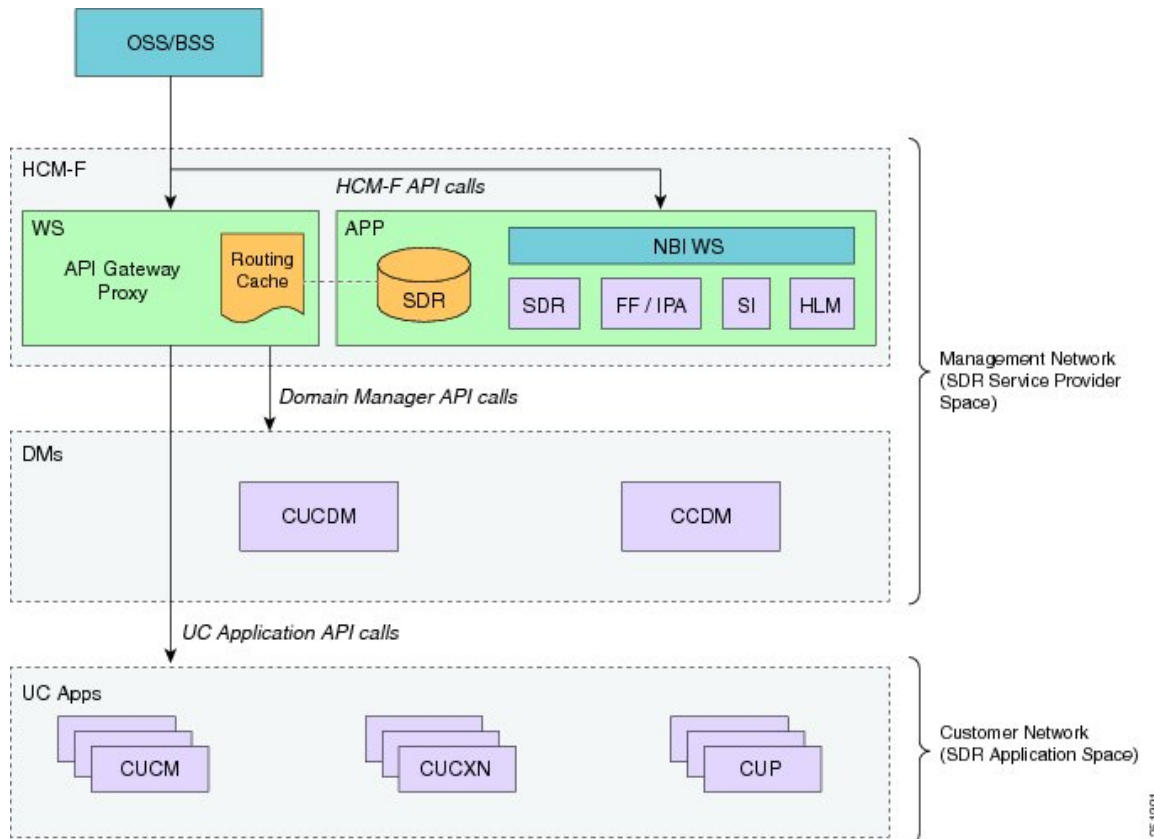 OSS/BSS
HCM-F
HCM-F API calls
WS
API Gateway
Proxy
Routing
Cache
APP
SDR
NBI WS
SDR
FF / IPA
SI
HLM
Management Network
(SDR Service Provider
Space)
Domain Manager API calls
DMs
CUCDM
CCDM
UC Application API calls
UC Apps
CUCM
CUCXN
CUP
Customer Network
(SDR Application Space)